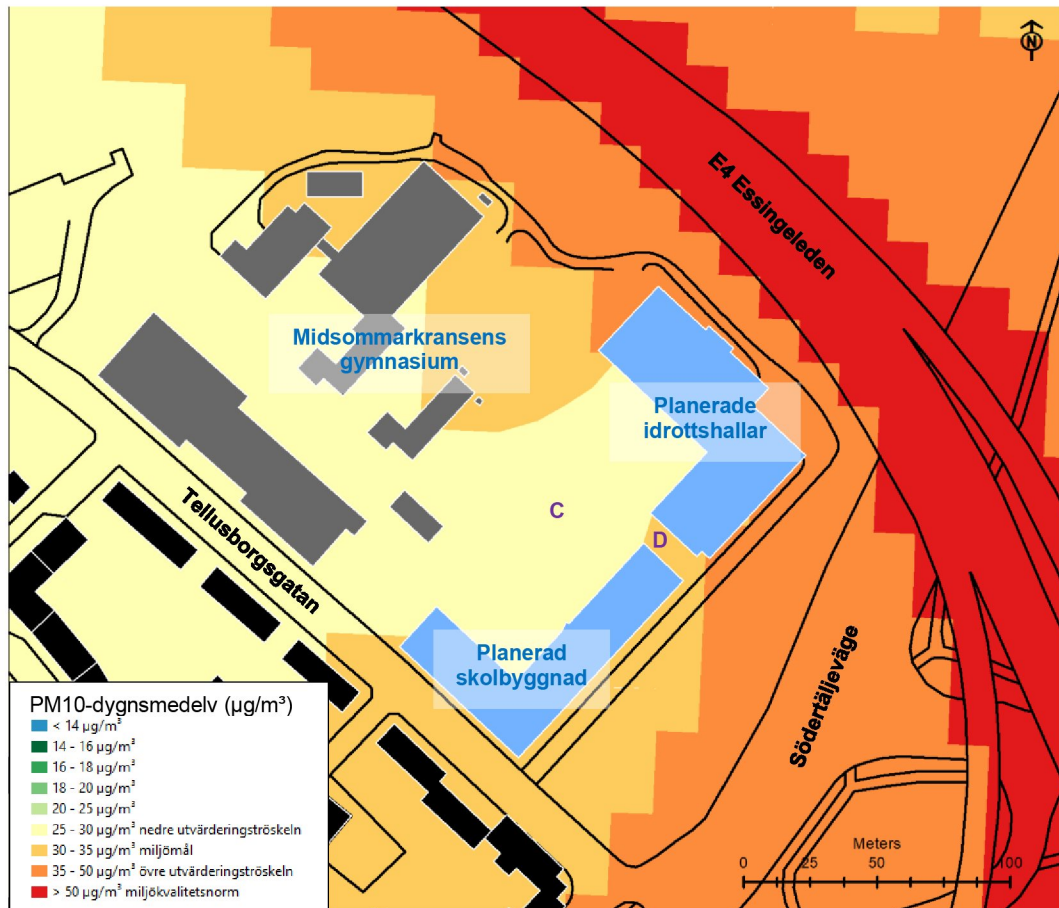 N
E4 Essingeleden
Midsommarkransens
gymnasium
Planerade
idrottshallar
Tellusborgsgatan
C
D
Planerad
skolbyggnad
Södertäljeväge
PM10-dygnsmedelv (µg/m³)
< 14 µg/m³
14 - 16 µg/m³
16 - 18 µg/m³
18 - 20 µg/m³
20 - 25 µg/m³
25 - 30 µg/m³ nedre utvärderingströskeln
30 - 35 µg/m³ miljömål
35 - 50 µg/m³ övre utvärderingströskeln
> 50 µg/m³ miljökvalitetsnorm
Meters
0 25 50 100